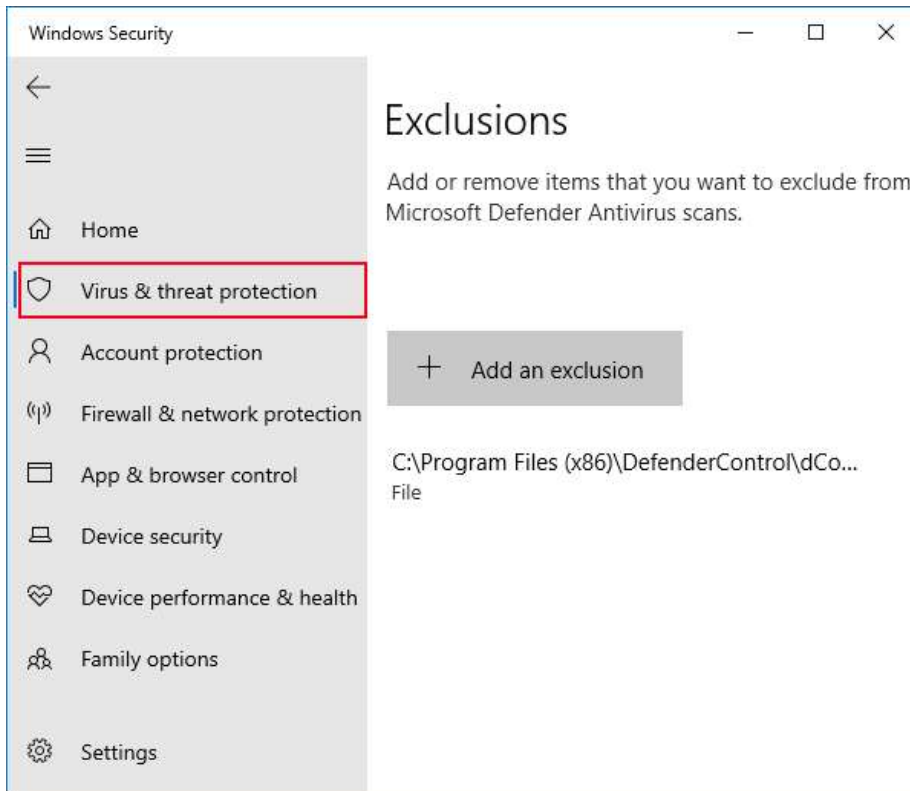 Windows Security
Home
Virus & threat protection
Account protection
Firewall & network protection
App & browser control
Device security
Device performance & health
Family options
Settings
Exclusions
Add or remove items that you want to exclude from
Microsoft Defender Antivirus scans.
Add an exclusion
C:\Program Files (x86)\DefenderControl\dCo...
File